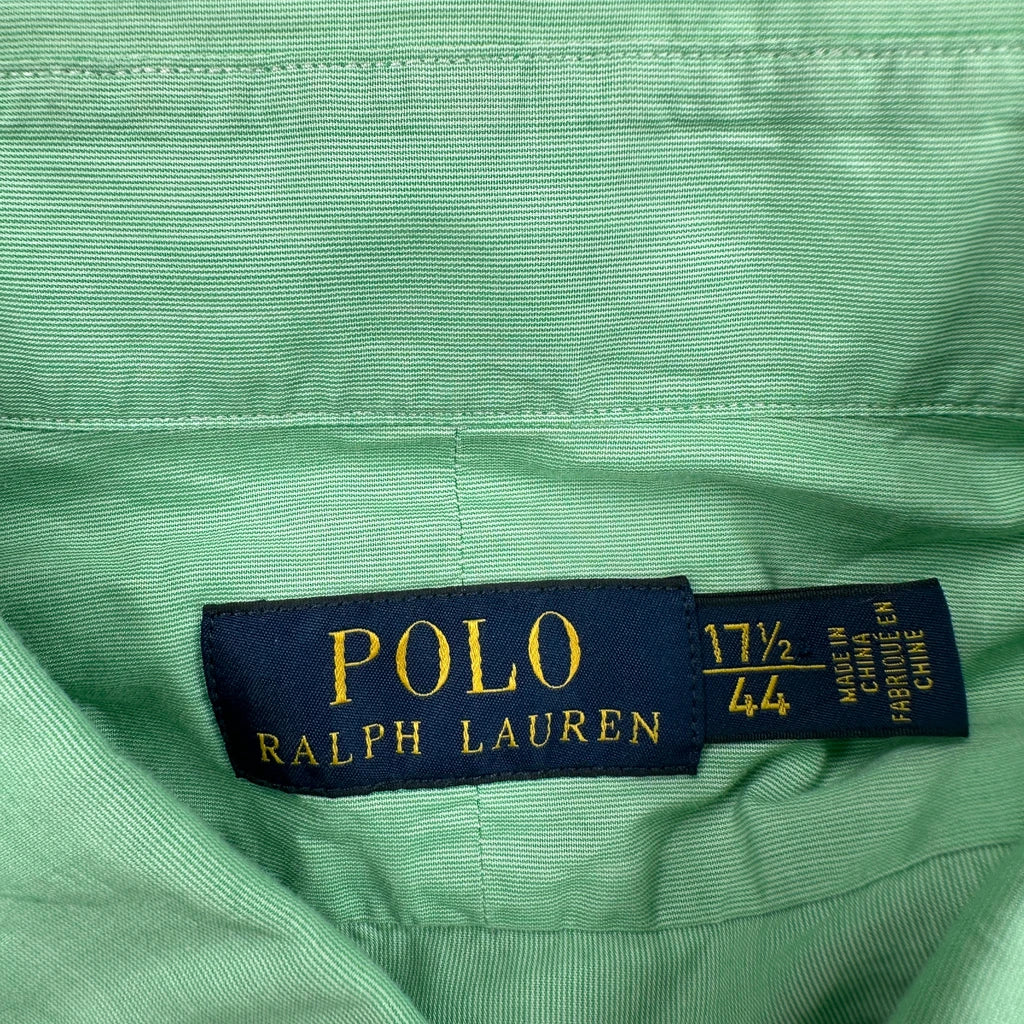 POLO
RALPH LAUREN
17½
44
MADE IN
CHINA
FABRIQUÉ EN
CHINE